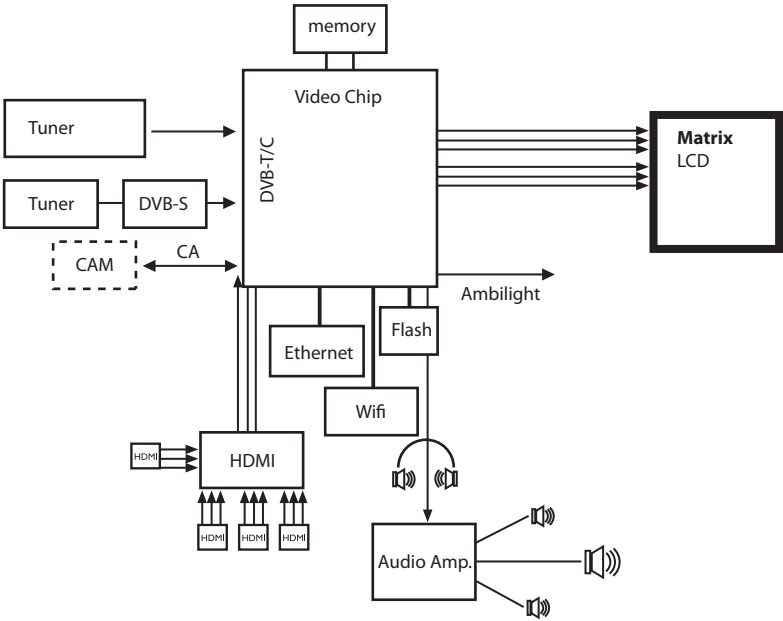 memory
Video Chip
Tuner
DVB-T/C
Matrix
LCD
Tuner
DVB-S
CAM
CA
Ambilight
Flash
Ethernet
Wifi
HDMI
HDMI
HDMI
HDMI
HDMI
Audio Amp.